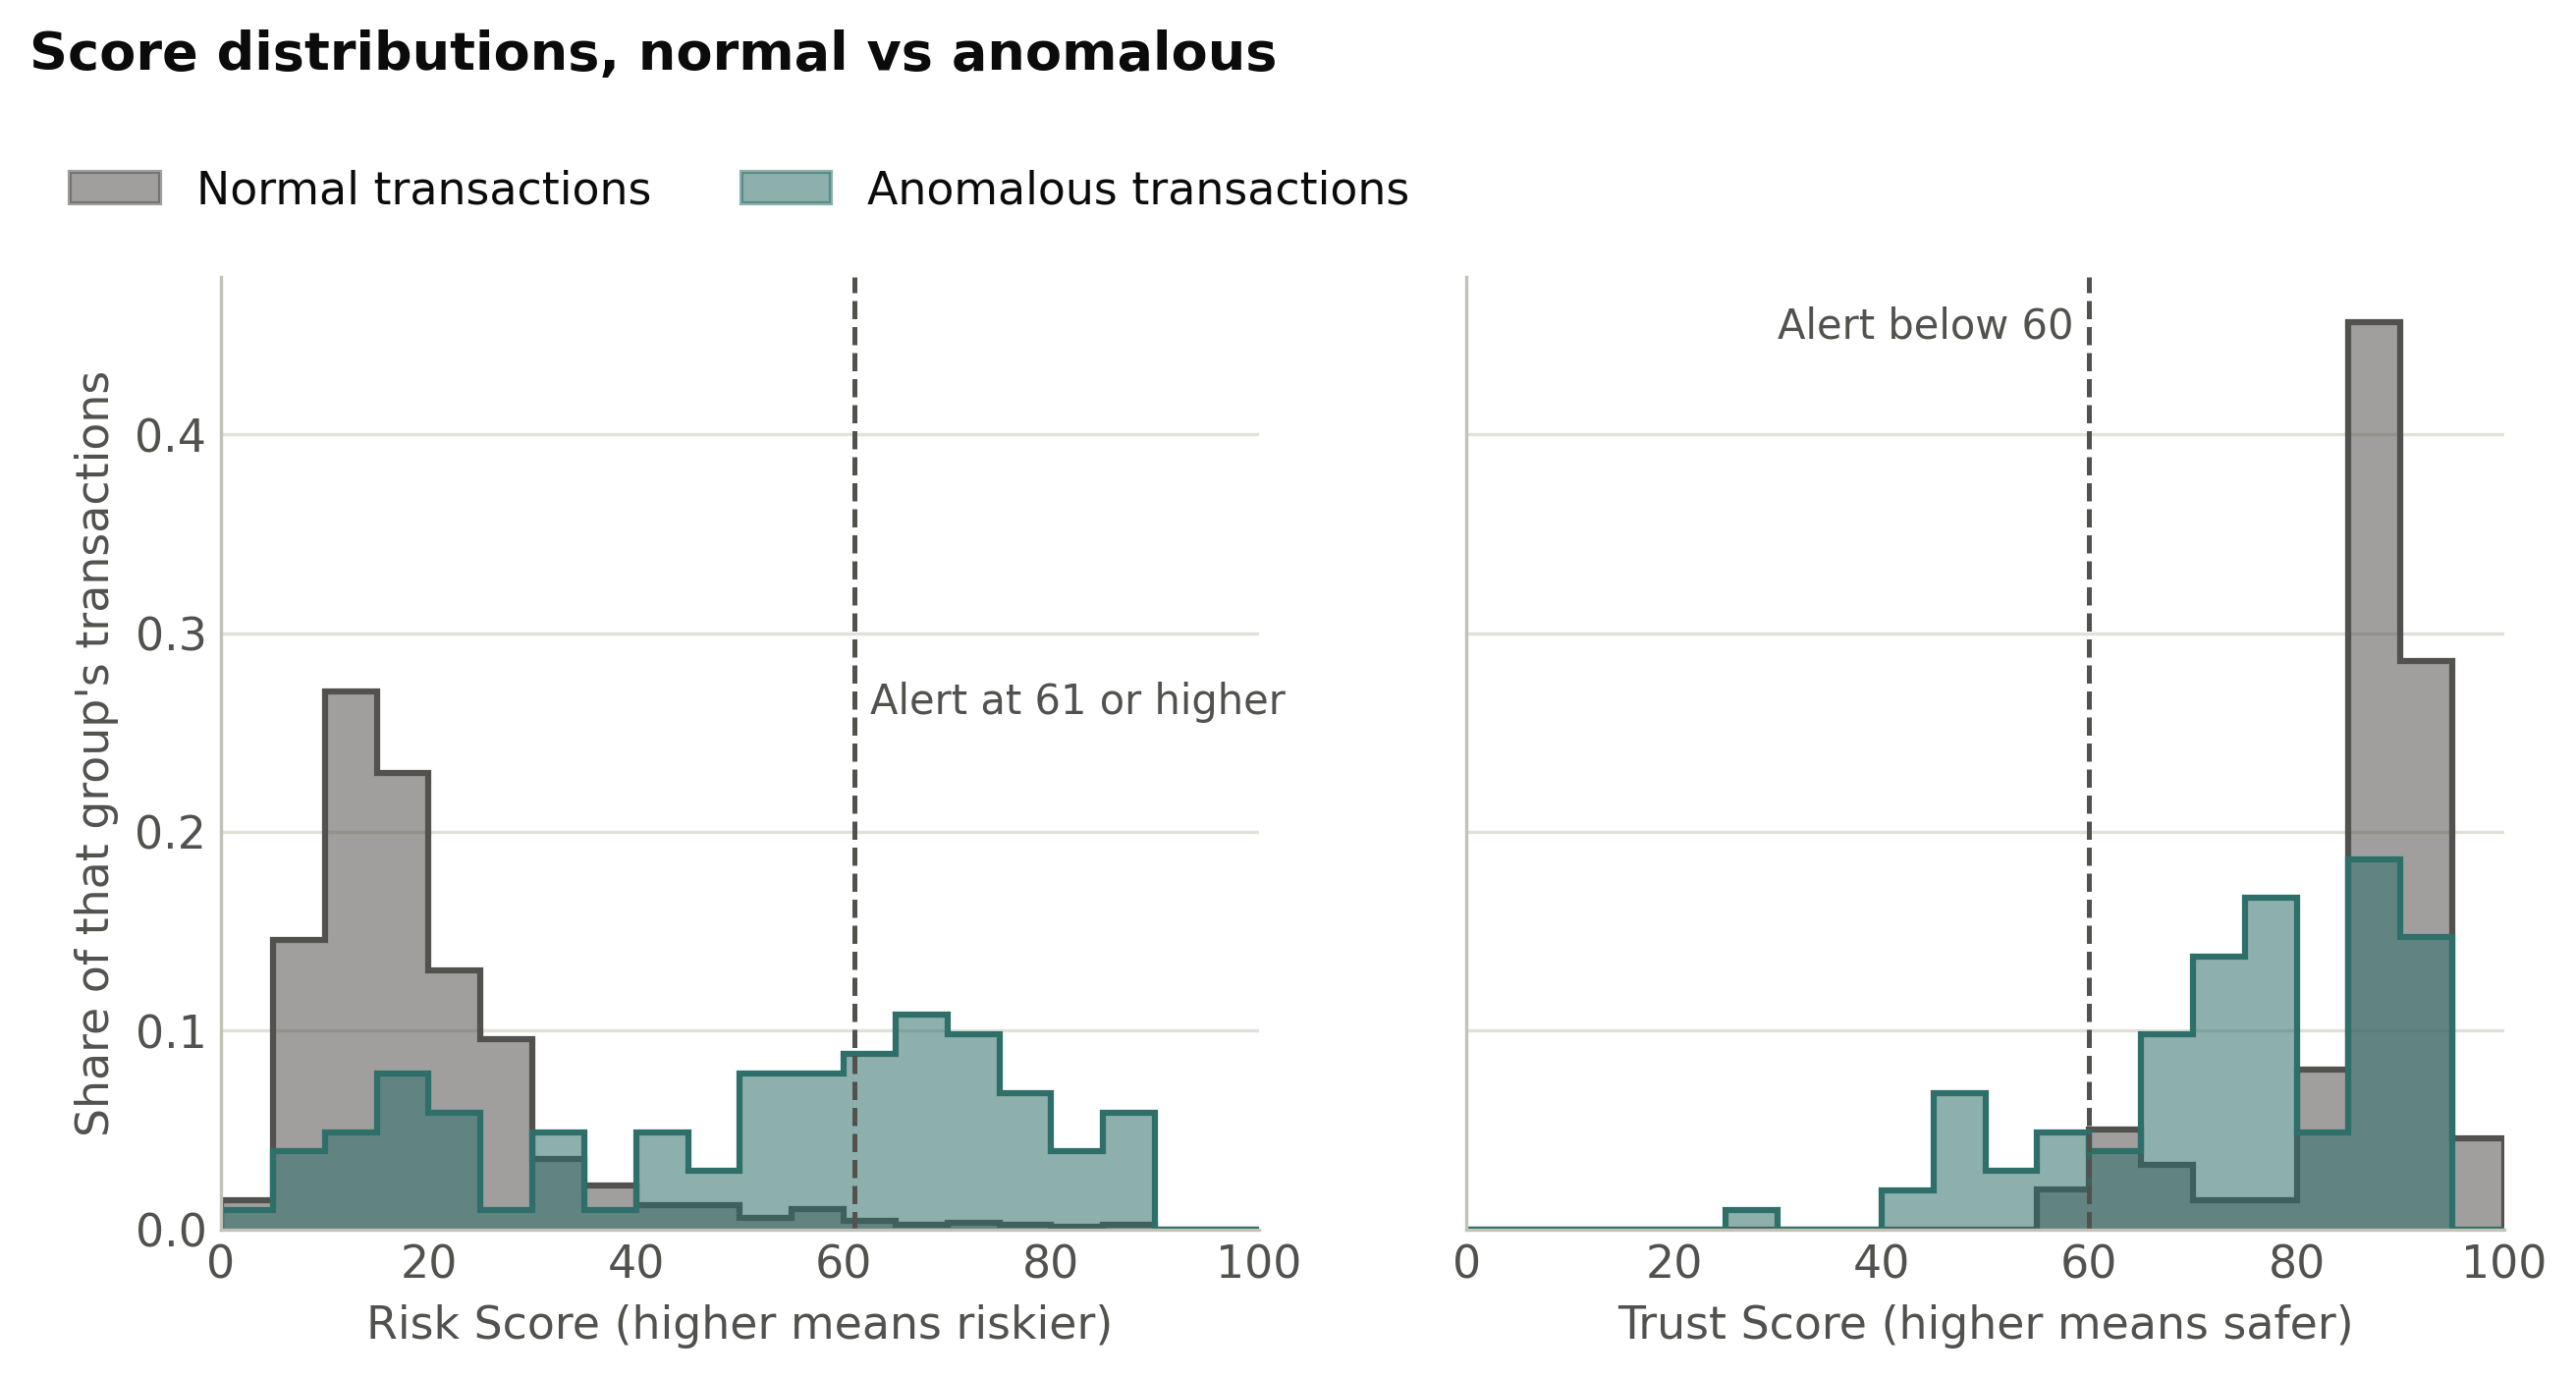 Score distributions, normal vs anomalous
Normal transactions
Anomalous transactions
Share of that group's transactions
0.4
0.3
0.2
0.1
0.0
Alert at 61 or higher
0 20 40 60 80 100
Risk Score (higher means riskier)
Alert below 60
0 20 40 60 80 100
Trust Score (higher means safer)